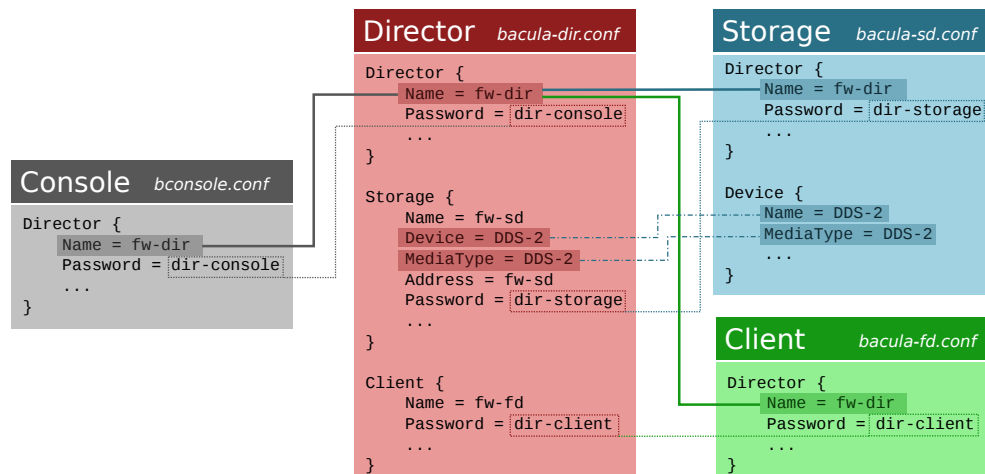 Console bconsole.conf
Director {
Name = fw-dir
Password = dir-console
...
}
Director bacula-dir.conf
Director {
Name = fw-dir
Password = dir-console
...
}
Storage {
Name = fw-sd
Device = DDS-2
MediaType = DDS-2
Address = fw-sd
Password = dir-storage
...
}
Client {
Name = fw-fd
Password = dir-client
...
}
Storage bacula-sd.conf
Director {
Name = fw-dir
Password = dir-storage
...
}
Device {
Name = DDS-2
MediaType = DDS-2
...
}
Client bacula-fd.conf
Director {
Name = fw-dir
Password = dir-client
...
}